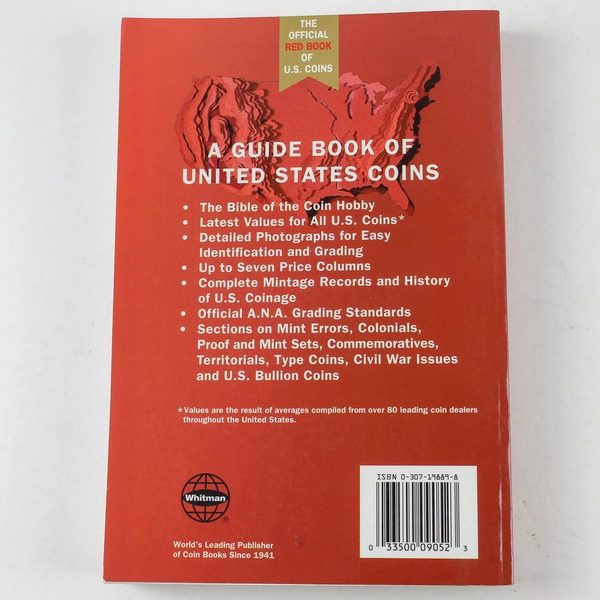 THE
OFFICIAL
RED BOOK
OF
U.S. COINS
A GUIDE BOOK OF
UNITED STATES COINS
• The Bible of the Coin Hobby
• Latest Values for All U.S. Coins*
• Detailed Photographs for Easy
Identification and Grading
• Up to Seven Price Columns
• Complete Mintage Records and History
of U.S. Coinage
• Official A.N.A. Grading Standards
• Sections on Mint Errors, Colonials,
Proof and Mint Sets, Commemoratives,
Territorials, Type Coins, Civil War Issues
and U.S. Bullion Coins
*Values are the result of averages compiled from over 80 leading coin dealers
throughout the United States.
Whitman®
World's Leading Publisher
of Coin Books Since 1941
ISBN 0-307-19889-8
0 33500 09052 3